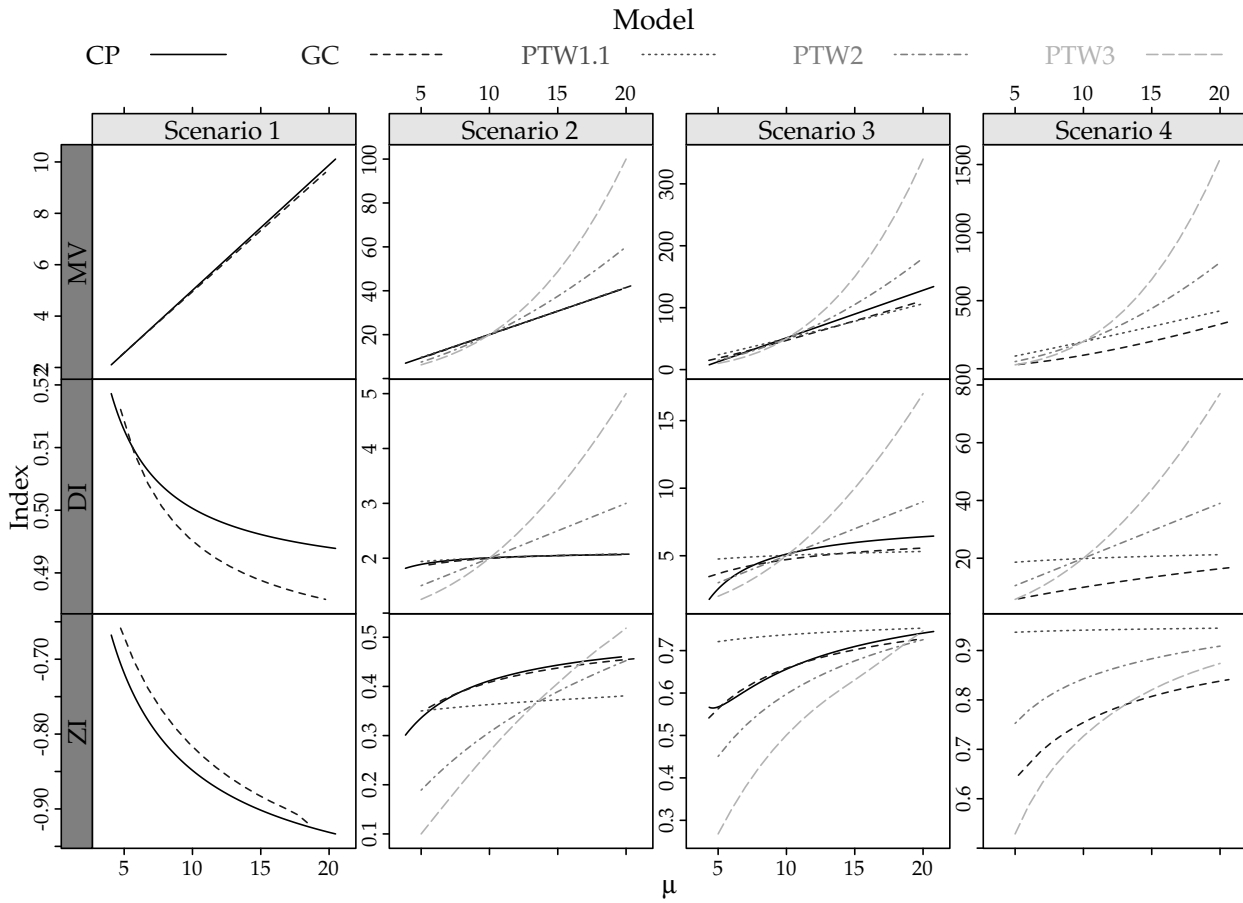 Model
CP GC PTW1.1 PTW2 PTW3
5 10 15 20 5 10 15 20
Scenario 1 Scenario 2 Scenario 3 Scenario 4
MV
2 4 6 8 10
20 40 60 80 100
0 100 200 300
0 500 1000 1500
DI
0.49 0.50 0.51 0.52
1 2 3 4 5
5 10 15
20 40 60 80
ZI
-0.90 -0.80 -0.70
0.1 0.2 0.3 0.4 0.5
0.3 0.4 0.5 0.6 0.7
0.6 0.7 0.8 0.9
Index
5 10 15 20 5 10 15 20
μ